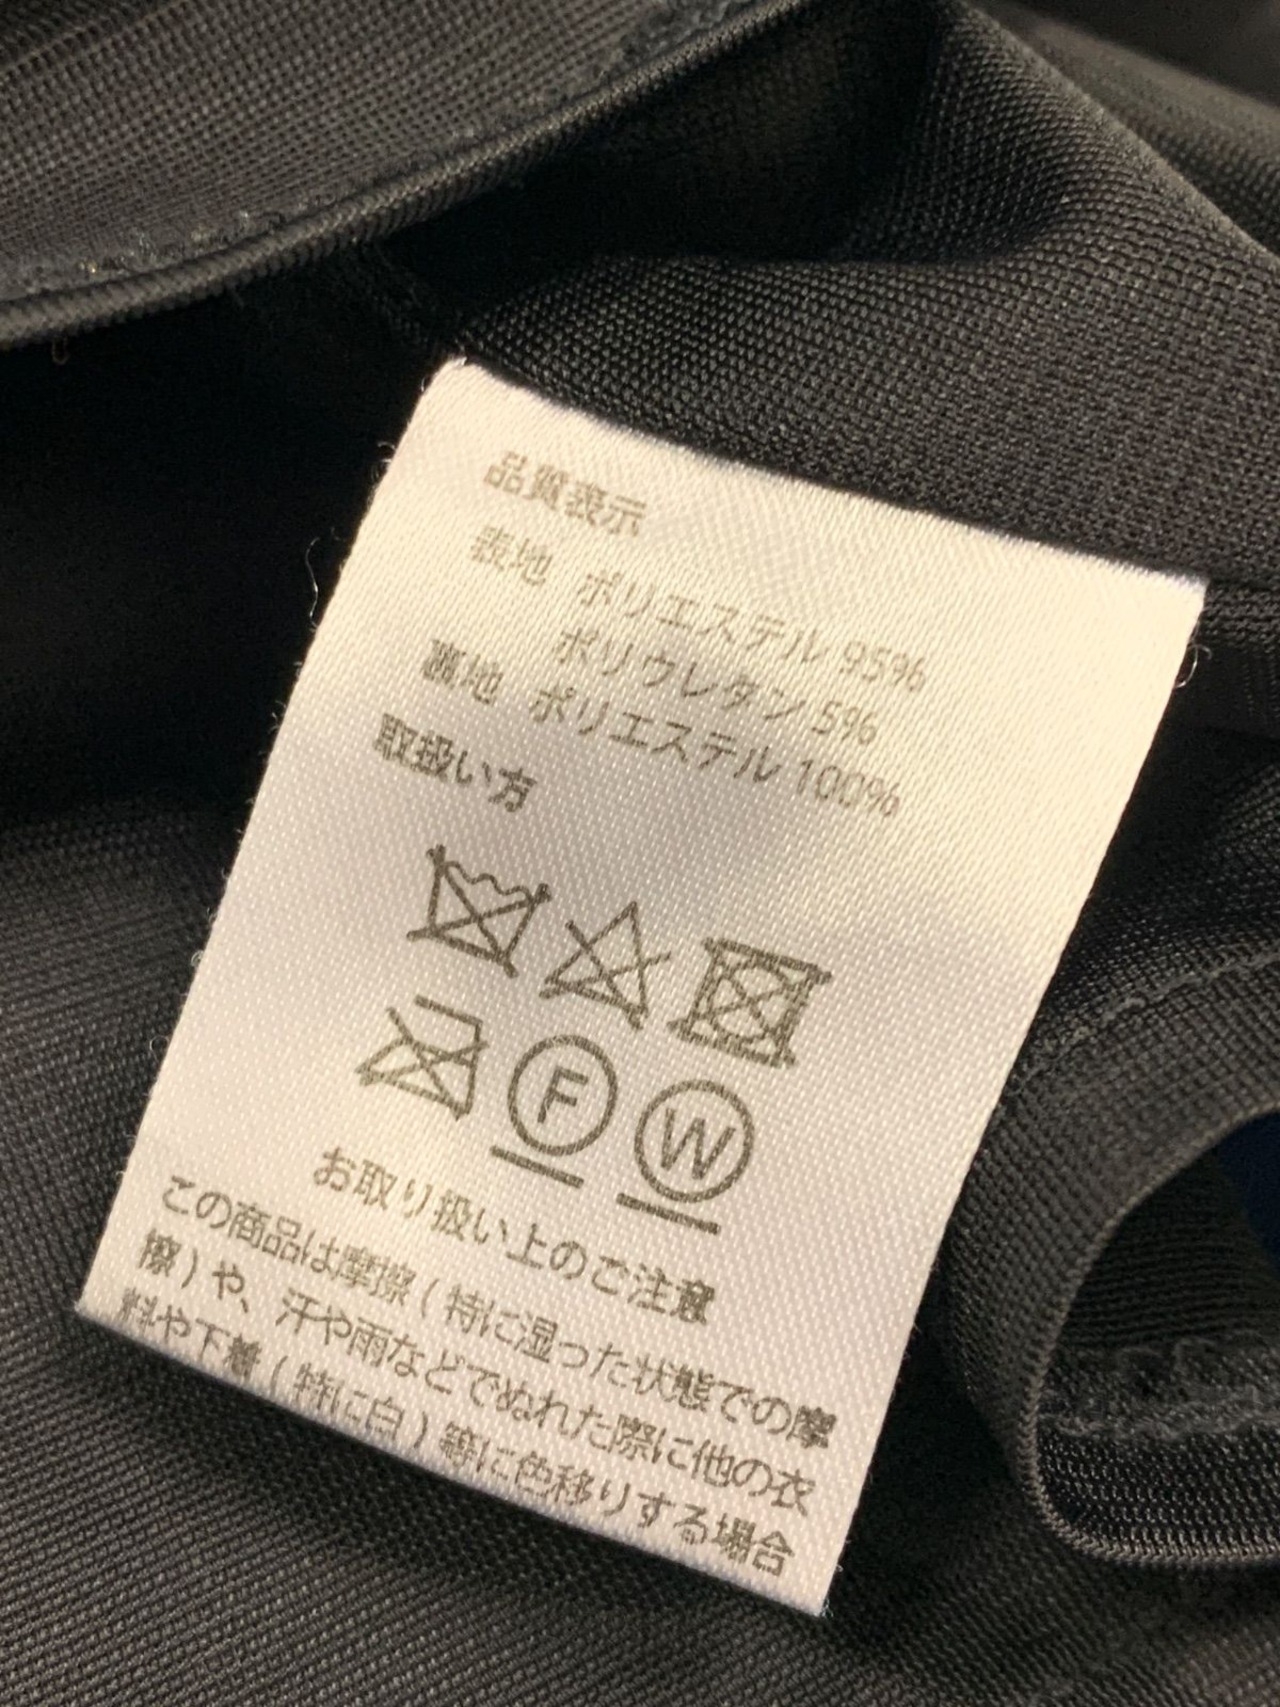 品質表示
表地 ポリエステル 95%
ポリウレタン 5%
裏地 ポリエステル 100%
取扱い方
F W
お取り扱い上のご注意
この商品は摩擦(特に湿った状態での摩
擦)や、汗や雨などでぬれた際に他の衣
料や下着(特に白)等に色移りする場合